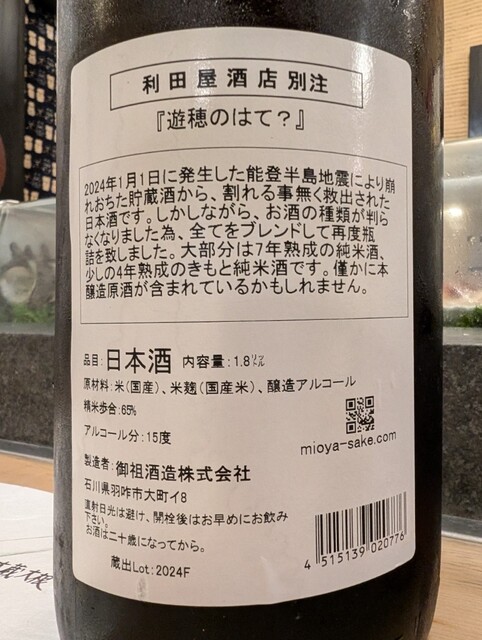 利田屋酒店別注
『遊穂のはて？』
2024年1月1日に発生した能登半島地震により崩
れおちた貯蔵酒から、割れる事無く救出された
日本酒です。しかしながら、お酒の種類が判ら
なくなりました為、全てをブレンドして再度瓶
詰を致しました。大部分は7年熟成の純米酒、
少しの4年熟成のきもと純米酒です。僅かに本
醸造原酒が含まれているかもしれません。
品目：日本酒 内容量：1.8㍑
原材料：米（国産）、米麹（国産米）、醸造アルコール
精米歩合：65%
アルコール分：15度
mioya-sake.com
製造者：御祖酒造株式会社
石川県羽咋市大町イ8
直射日光は避け、開栓後はお早めにお飲み
下さい。
お酒は二十歳になってから。
蔵出Lot：2024F
4 515139 020776